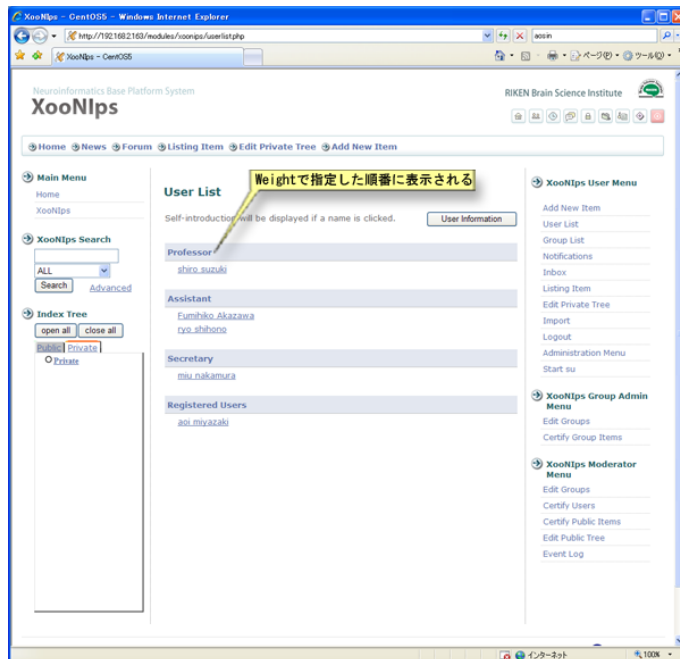 XooNIps - CentOS5 - Windows Internet Explorer
http://192.168.2.163/modules/xoonips/userlist.php
aosin
XooNIps - CentOS5
ページ(P)
ツール(O)
Neuroinformatics Base Platform System
XooNIps
RIKEN Brain Science Institute
Home News Forum Listing Item Edit Private Tree Add New Item
Main Menu
Home
XooNIps
XooNIps Search
ALL
Search Advanced
Index Tree
open all close all
Public Private
Private
Weightで指定した順番に表示される
User List
Self-introduction will be displayed if a name is clicked.
User Information
Professor
shiro suzuki
Assistant
Fumihiko Akazawa
ryo shihono
Secretary
miu nakamura
Registered Users
aoi miyazaki
XooNIps User Menu
Add New Item
User List
Group List
Notifications
Inbox
Listing Item
Edit Private Tree
Import
Logout
Administration Menu
Start su
XooNIps Group Admin
Menu
Edit Groups
Certify Group Items
XooNIps Moderator
Menu
Edit Groups
Certify Users
Certify Public Items
Edit Public Tree
Event Log
インターネット
100%